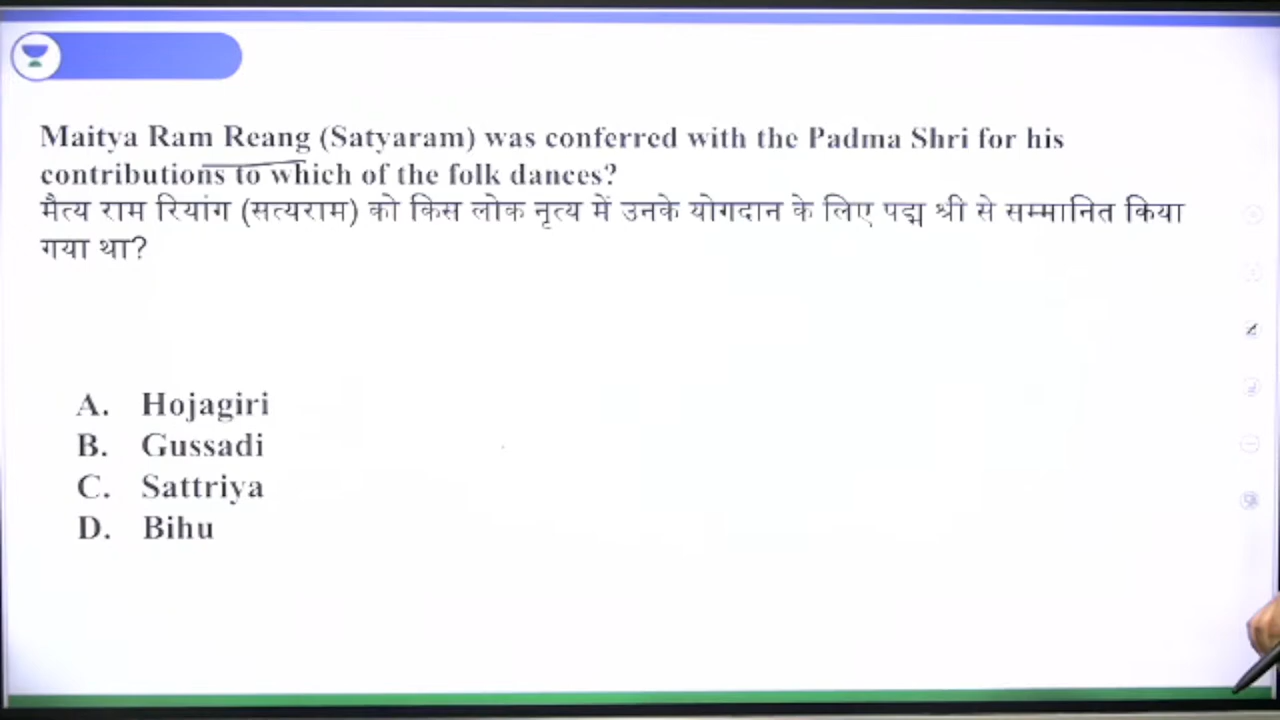 Maitya Ram Reang (Satyaram) was conferred with the Padma Shri for his
contributions to which of the folk dances?
मैत्य राम रियांग (सत्यराम) को किस लोक नृत्य में उनके योगदान के लिए पद्म श्री से सम्मानित किया
गया था?
A. Hojagiri
B. Gussadi
C. Sattriya
D. Bihu